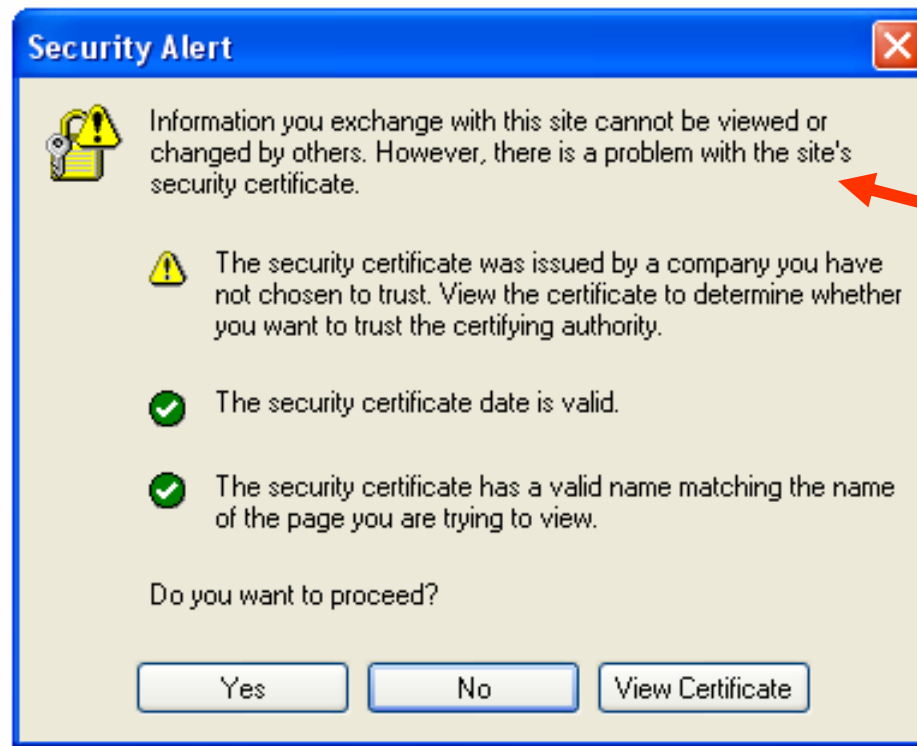 Security Alert
Information you exchange with this site cannot be viewed or
changed by others. However, there is a problem with the site's
security certificate.
The security certificate was issued by a company you have
not chosen to trust. View the certificate to determine whether
you want to trust the certifying authority.
The security certificate date is valid.
The security certificate has a valid name matching the name
of the page you are trying to view.
Do you want to proceed?
Yes No View Certificate